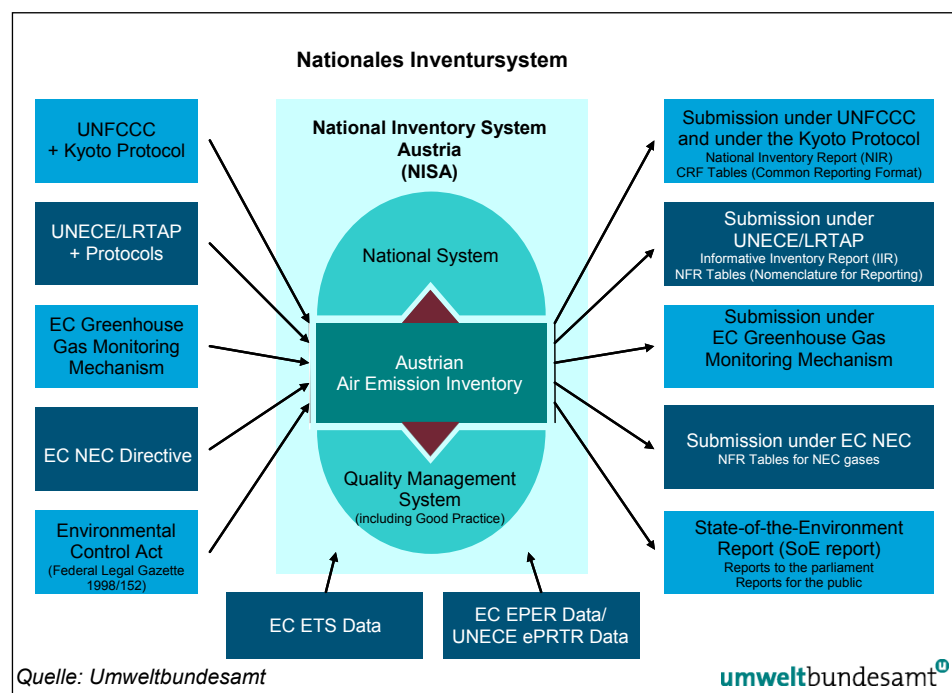 Nationales Inventursystem
UNFCCC
+ Kyoto Protocol
UNECE/LRTAP
+ Protocols
EC Greenhouse
Gas Monitoring
Mechanism
EC NEC Directive
Environmental
Control Act
(Federal Legal Gazette
1998/152)
National Inventory System
Austria
(NISA)
National System
Austrian
Air Emission Inventory
Quality Management
System
(including Good Practice)
EC ETS Data
EC EPER Data/
UNECE ePRTR Data
Submission under UNFCCC
and under the Kyoto Protocol
National Inventory Report (NIR)
CRF Tables (Common Reporting Format)
Submission under
UNECE/LRTAP
Informative Inventory Report (IIR)
NFR Tables (Nomenclature for Reporting)
Submission under
EC Greenhouse Gas
Monitoring Mechanism
Submission under EC NEC
NFR Tables for NEC gases
State-of-the-Environment
Report (SoE report)
Reports to the parliament
Reports for the public
Quelle: Umweltbundesamt
umweltbundesamt<sup>U</sup>